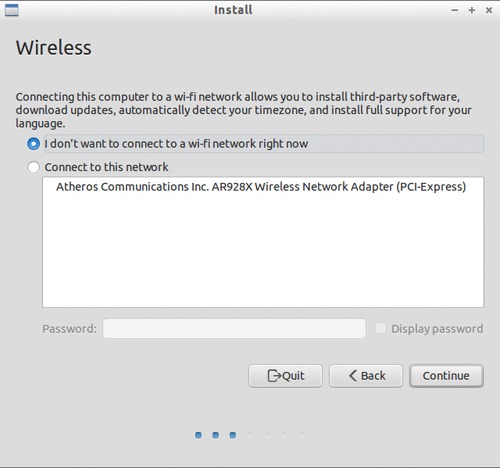 Install
Wireless
Connecting this computer to a wi-fi network allows you to install third-party software,
download updates, automatically detect your timezone, and install full support for your
language.
I don't want to connect to a wi-fi network right now
Connect to this network
Atheros Communications Inc. AR928X Wireless Network Adapter (PCI-Express)
Password:
Display password
Quit
Back
Continue